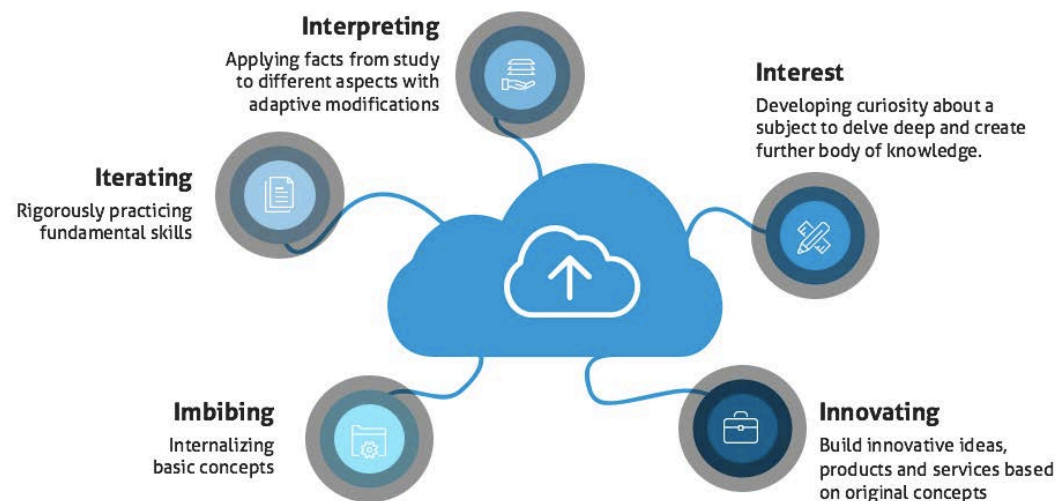 Interpreting
Applying facts from study
to different aspects with
adaptive modifications
Interest
Developing curiosity about a
subject to delve deep and create
further body of knowledge.
Iterating
Rigorously practicing
fundamental skills
Imbibing
Internalizing
basic concepts
Innovating
Build innovative ideas,
products and services based
on original concepts